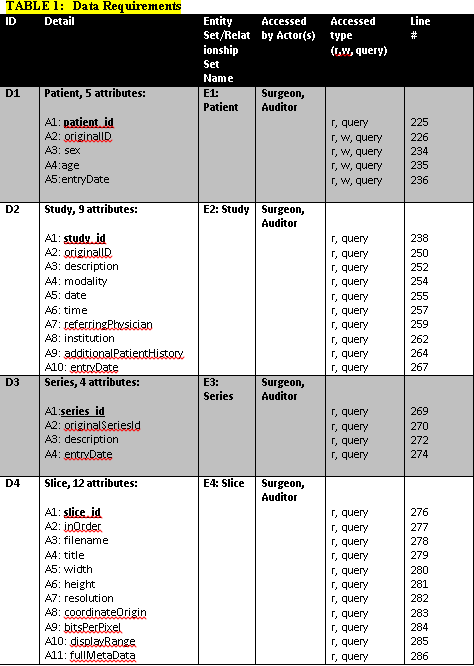 TABLE 1: Data Requirements
ID Detail Entity Set/Relationship Set Name Accessed by Actor(s) Accessed type (r,w, query) Line #
D1 Patient, 5 attributes: E1: Patient Surgeon, Auditor
A1: patient_id r, query 225
A2: originalID r, w, query 226
A3: sex r, w, query 234
A4:age r, w, query 235
A5:entryDate r, w, query 236
D2 Study, 9 attributes: E2: Study Surgeon, Auditor
A1: study_id r, query 238
A2: originalID r, query 250
A3: description r, query 252
A4: modality r, query 254
A5: date r, query 255
A6: time r, query 257
A7: referringPhysician r, query 259
A8: institution r, query 262
A9: additionalPatientHistory r, query 264
A10: entryDate r, query 267
D3 Series, 4 attributes: E3: Series Surgeon, Auditor
A1:series_id r, query 269
A2: originalSeriesId r, query 270
A3: description r, query 272
A4: entryDate r, query 274
D4 Slice, 12 attributes: E4: Slice Surgeon, Auditor
A1: slice_id r, query 276
A2: inOrder r, query 277
A3: filename r, query 278
A4: title r, query 279
A5: width r, query 280
A6: height r, query 281
A7: resolution r, query 282
A8: coordinateOrigin r, query 283
A9: bitsPerPixel r, query 284
A10: displayRange r, query 285
A11: fullMetaData r, query 286